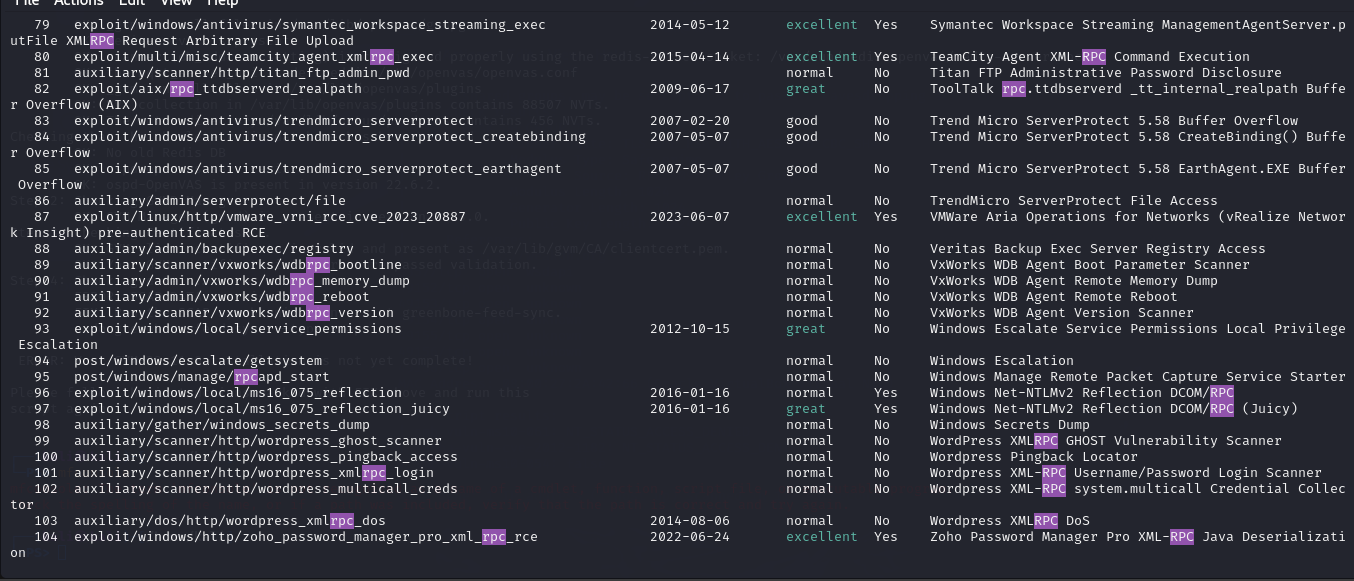 File Actions Edit View Help
79 exploit/windows/antivirus/symantec_workspace_streaming_exec 2014-05-12 excellent Yes Symantec Workspace Streaming ManagementAgentServer.p
utFile XMLRPC Request Arbitrary File Upload
80 exploit/multi/misc/teamcity_agent_xmlrpc_exec 2015-04-14 excellent Yes TeamCity Agent XML-RPC Command Execution
81 auxiliary/scanner/http/titan_ftp_admin_pwd normal No Titan FTP Administrative Password Disclosure
82 exploit/aix/rpc_ttdbserverd_realpath 2009-06-17 great No ToolTalk rpc.ttdbserverd _tt_internal_realpath Buffe
r Overflow (AIX)
83 exploit/windows/antivirus/trendmicro_serverprotect 2007-02-20 good No Trend Micro ServerProtect 5.58 Buffer Overflow
84 exploit/windows/antivirus/trendmicro_serverprotect_createbinding 2007-05-07 good No Trend Micro ServerProtect 5.58 CreateBinding() Buffe
r Overflow
85 exploit/windows/antivirus/trendmicro_serverprotect_earthagent 2007-05-07 good No Trend Micro ServerProtect 5.58 EarthAgent.EXE Buffer
Overflow
86 auxiliary/admin/serverprotect/file normal No TrendMicro ServerProtect File Access
87 exploit/linux/http/vmware_vrni_rce_cve_2023_20887 2023-06-07 excellent Yes VMWare Aria Operations for Networks (vRealize Networ
k Insight) pre-authenticated RCE
88 auxiliary/admin/backupexec/registry normal No Veritas Backup Exec Server Registry Access
89 auxiliary/scanner/vxworks/wdbrpc_bootline normal No VxWorks WDB Agent Boot Parameter Scanner
90 auxiliary/admin/vxworks/wdbrpc_memory_dump normal No VxWorks WDB Agent Remote Memory Dump
91 auxiliary/admin/vxworks/wdbrpc_reboot normal No VxWorks WDB Agent Remote Reboot
92 auxiliary/scanner/vxworks/wdbrpc_version normal No VxWorks WDB Agent Version Scanner
93 exploit/windows/local/service_permissions 2012-10-15 great No Windows Escalate Service Permissions Local Privilege
Escalation
94 post/windows/escalate/getsystem normal No Windows Escalation
95 post/windows/manage/rpcapd_start normal No Windows Manage Remote Packet Capture Service Starter
96 exploit/windows/local/ms16_075_reflection 2016-01-16 normal Yes Windows Net-NTLMv2 Reflection DCOM/RPC
97 exploit/windows/local/ms16_075_reflection_juicy 2016-01-16 great Yes Windows Net-NTLMv2 Reflection DCOM/RPC (Juicy)
98 auxiliary/gather/windows_secrets_dump normal No Windows Secrets Dump
99 auxiliary/scanner/http/wordpress_ghost_scanner normal No WordPress XMLRPC GHOST Vulnerability Scanner
100 auxiliary/scanner/http/wordpress_pingback_access normal No Wordpress Pingback Locator
101 auxiliary/scanner/http/wordpress_xmlrpc_login normal No Wordpress XML-RPC Username/Password Login Scanner
102 auxiliary/scanner/http/wordpress_multicall_creds normal No Wordpress XML-RPC system.multicall Credential Collec
tor
103 auxiliary/dos/http/wordpress_xmlrpc_dos 2014-08-06 normal No Wordpress XMLRPC DoS
104 exploit/windows/http/zoho_password_manager_pro_xml_rpc_rce 2022-06-24 excellent Yes Zoho Password Manager Pro XML-RPC Java Deserializati
on